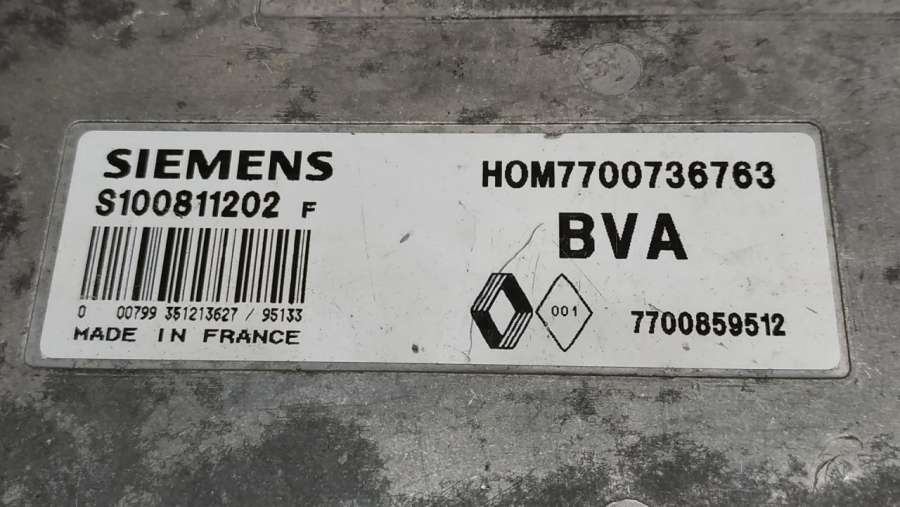 SIEMENS
S100811202 F
0 00799 351213627 / 95133
MADE IN FRANCE
HOM7700736763
BVA
001
7700859512